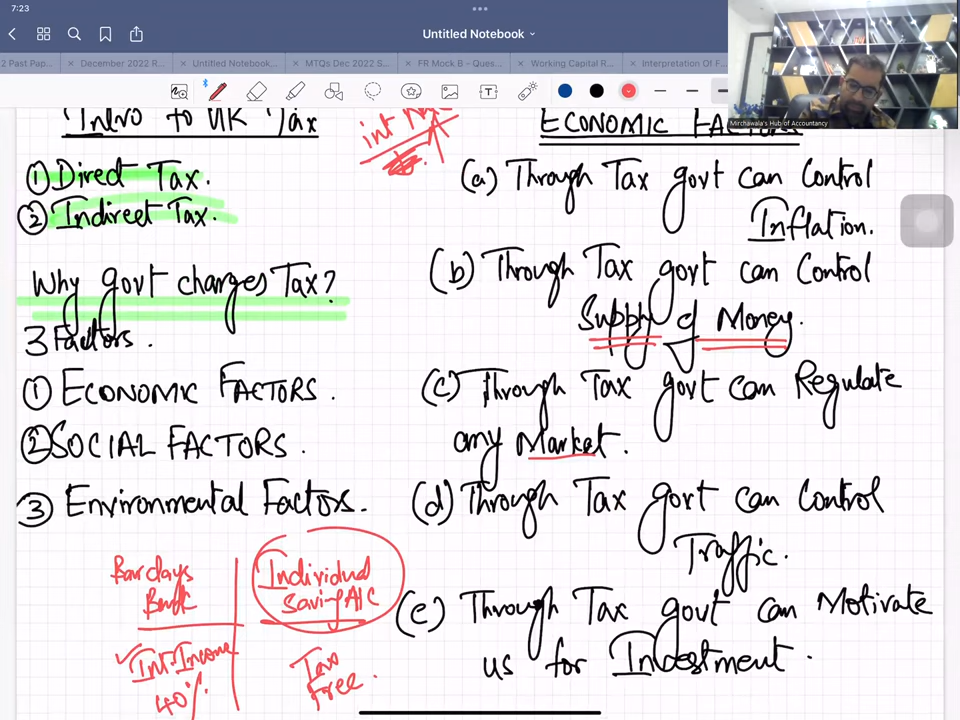 7:23
Untitled Notebook
2 Past Pap...
December 2022 R...
Untitled Notebook...
MTQs Dec 2022 S...
FR Mock B - Ques...
Working Capital R...
Interpretation Of F...
Mirchawala's Hub of Accountancy
Intro to UK Tax
① Direct Tax.
② Indirect Tax.
Why govt charges Tax?
3 Factors.
① ECONOMIC FACTORS.
② SOCIAL FACTORS.
③ Environmental Factors.
Barclays
Bank
Int. Income
40%
Individual
Saving A/C
Tax
Free.
int
ECONOMIC FACTORS
(a) Through Tax govt can Control
Inflation.
(b) Through Tax govt can Control
Supply of Money.
(c) Through Tax govt can Regulate
any Market.
(d) Through Tax govt can Control
Traffic.
(e) Through Tax govt can Motivate
us for Investment.